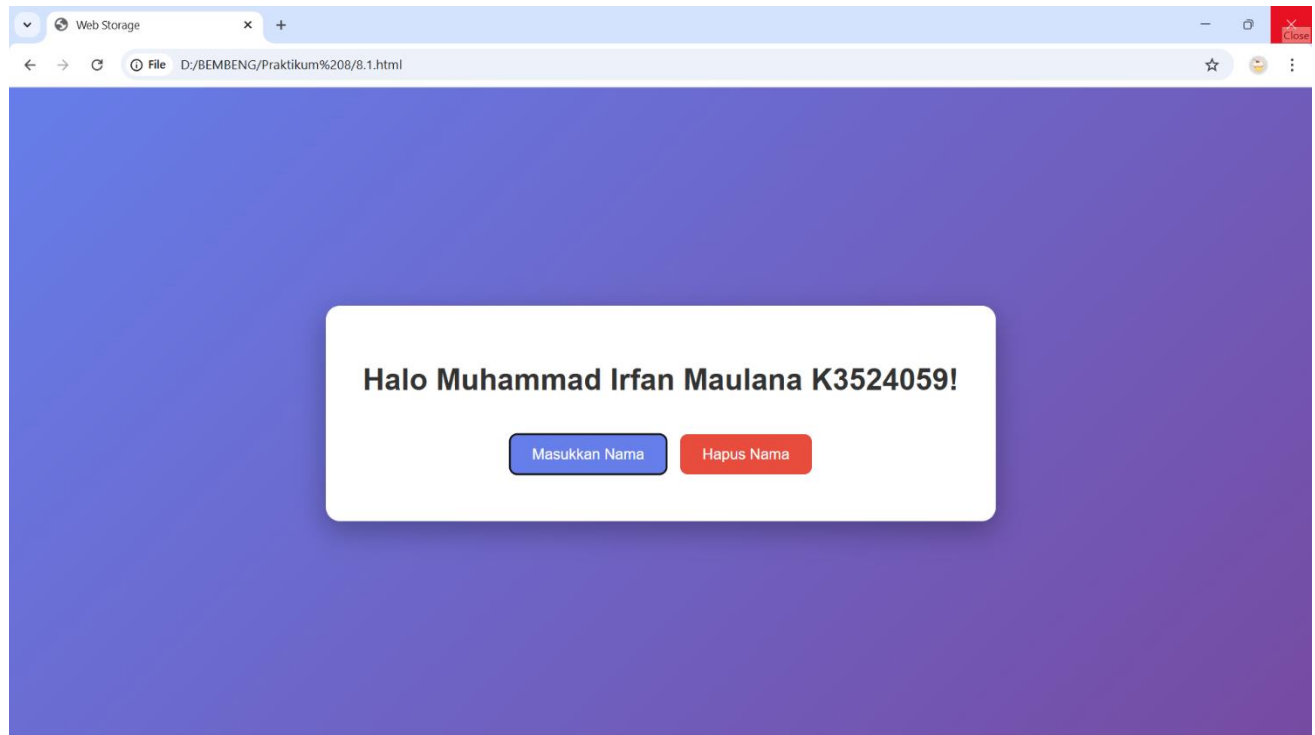 Web Storage
Close
File D:/BEMBENG/Praktikum%208/8.1.html
Halo Muhammad Irfan Maulana K3524059!
Masukkan Nama Hapus Nama